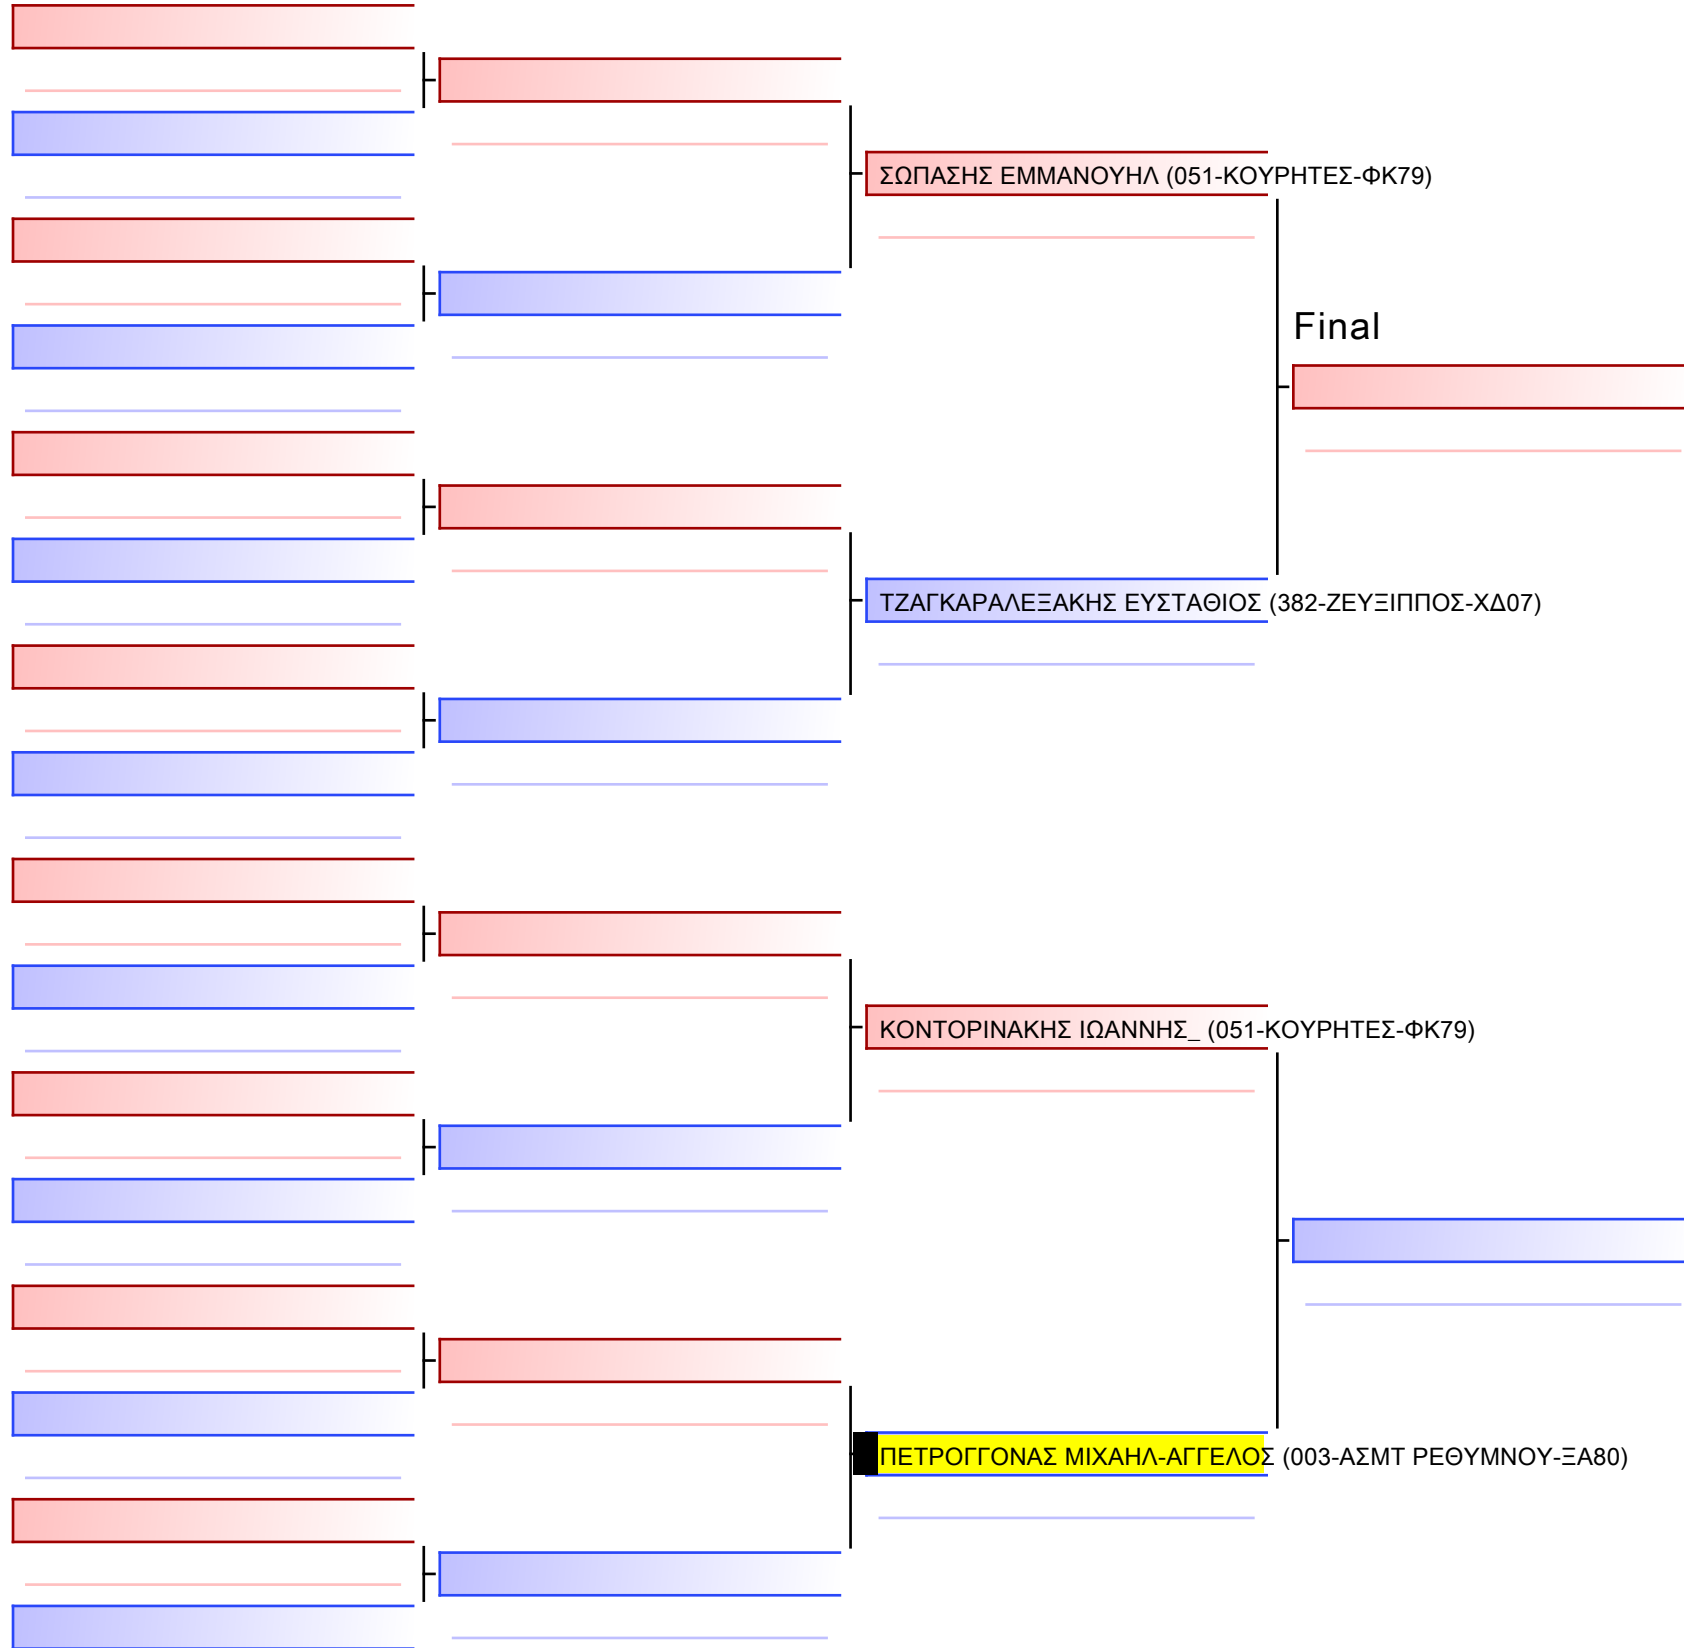 ΣΩΠΑΣΗΣ ΕΜΜΑΝΟΥΗΛ (051-ΚΟΥΡΗΤΕΣ-ΦΚ79)
Final
ΤΖΑΓΚΑΡΑΛΕΞΑΚΗΣ ΕΥΣΤΑΘΙΟΣ (382-ΖΕΥΞΙΠΠΟΣ-ΧΔ07)
ΚΟΝΤΟΡΙΝΑΚΗΣ ΙΩΑΝΝΗΣ_ (051-ΚΟΥΡΗΤΕΣ-ΦΚ79)
ΠΕΤΡΟΓΓΟΝΑΣ ΜΙΧΑΗΛ-ΑΓΓΕΛΟΣ (003-ΑΣΜΤ ΡΕΘΥΜΝΟΥ-ΞΑ80)